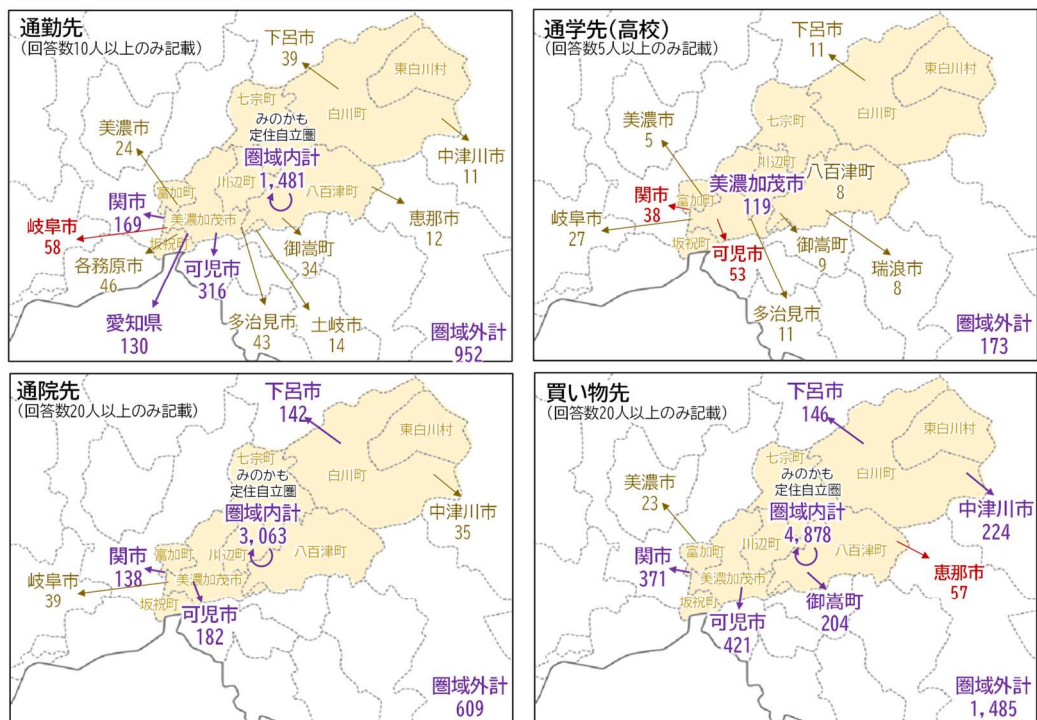 通勤先
(回答数10人以上のみ記載)
下呂市
39
東白川村
七宗町
白川町
みのかも
定住自立圏
美濃市
24
圏域内計
1,481
中津川市
11
富加町
川辺町
八百津町
関市
169
美濃加茂市
恵那市
12
岐阜市
58
坂祝町
御嵩町
34
各務原市
46
可児市
316
愛知県
130
多治見市
43
土岐市
14
圏域外計
952
通学先(高校)
(回答数5人以上のみ記載)
下呂市
11
東白川村
七宗町
白川町
美濃市
5
川辺町
八百津町
8
美濃加茂市
119
関市
38
富加町
岐阜市
27
坂祝町
可児市
53
御嵩町
9
瑞浪市
8
多治見市
11
圏域外計
173
通院先
(回答数20人以上のみ記載)
下呂市
142
東白川村
七宗町
白川町
みのかも
定住自立圏
圏域内計
3,063
中津川市
35
富加町
川辺町
八百津町
関市
138
美濃加茂市
岐阜市
39
坂祝町
可児市
182
圏域外計
609
買い物先
(回答数20人以上のみ記載)
下呂市
146
東白川村
七宗町
白川町
みのかも
定住自立圏
美濃市
23
圏域内計
4,878
中津川市
224
富加町
川辺町
八百津町
関市
371
美濃加茂市
恵那市
57
坂祝町
御嵩町
204
可児市
421
圏域外計
1,485